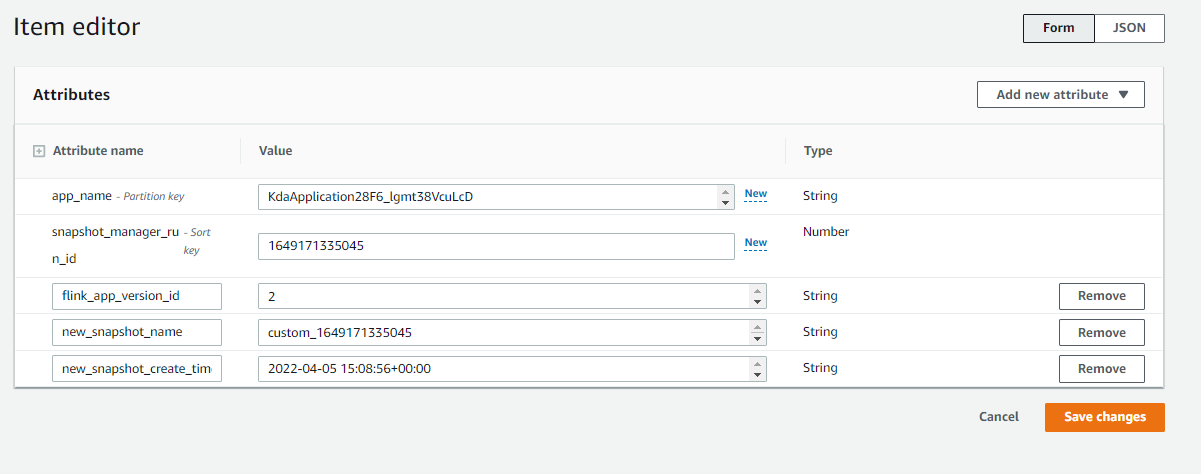 Item editor
Form JSON
Attributes
Add new attribute
Attribute name Value Type
app_name - Partition key KdaApplication28F6_lgmt38VcuLcD New String
snapshot_manager_ru - Sort
n_id key 1649171335045 New Number
flink_app_version_id 2 String Remove
new_snapshot_name custom_1649171335045 String Remove
new_snapshot_create_tim 2022-04-05 15:08:56+00:00 String Remove
Cancel Save changes